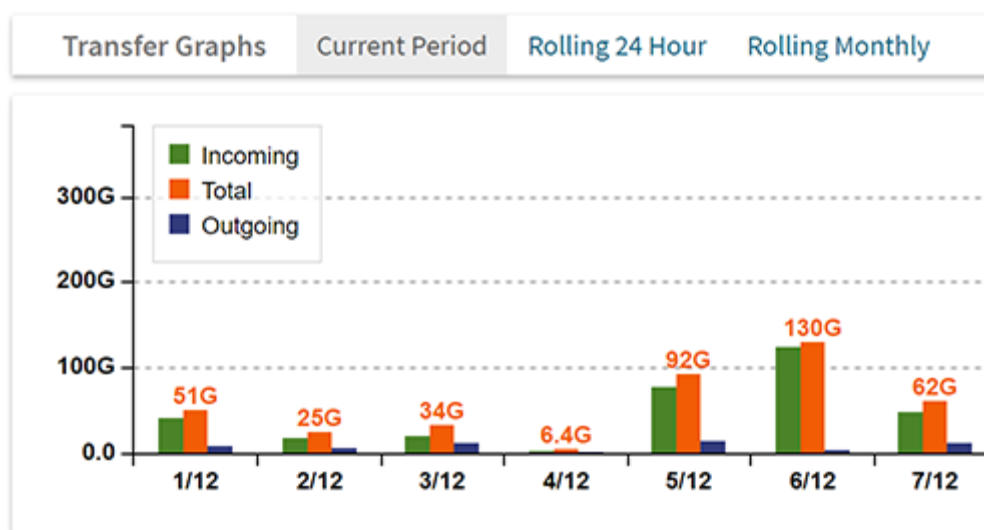 Transfer Graphs Current Period Rolling 24 Hour Rolling Monthly
Incoming
Total
Outgoing
300G
200G
100G
0.0
51G
25G
34G
6.4G
92G
130G
62G
1/12 2/12 3/12 4/12 5/12 6/12 7/12